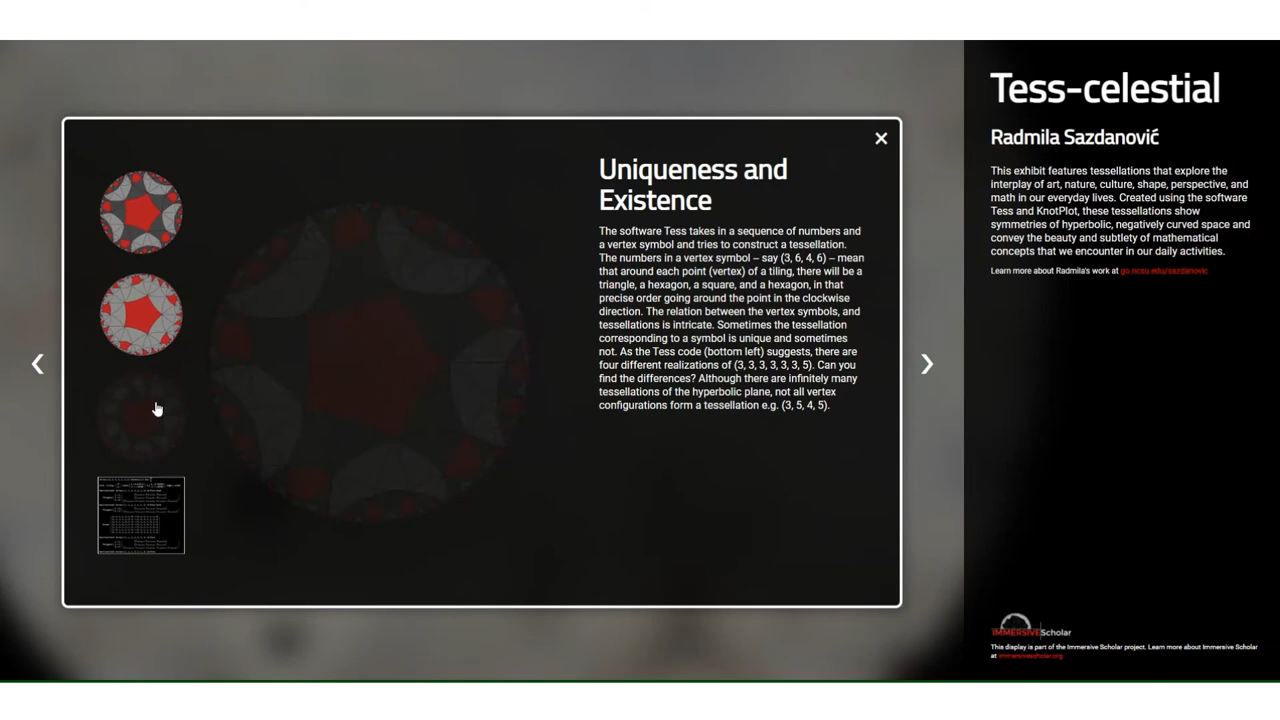 Tess-celestial
Radmila Sazdanović
This exhibit features tessellations that explore the
interplay of art, nature, culture, shape, perspective, and
math in our everyday lives. Created using the software
Tess and KnotPlot, these tessellations show
symmetries of hyperbolic, negatively curved space and
convey the beauty and subtlety of mathematical
concepts that we encounter in our daily activities.
Learn more about Radmila's work at go.ncsu.edu/sazdanovic
Uniqueness and
Existence
The software Tess takes in a sequence of numbers and
a vertex symbol and tries to construct a tessellation.
The numbers in a vertex symbol – say (3, 6, 4, 6) – mean
that around each point (vertex) of a tiling, there will be a
triangle, a hexagon, a square, and a hexagon, in that
precise order going around the point in the clockwise
direction. The relation between the vertex symbols, and
tessellations is intricate. Sometimes the tessellation
corresponding to a symbol is unique and sometimes
not. As the Tess code (bottom left) suggests, there are
four different realizations of (3, 3, 3, 3, 3, 5). Can you
find the differences? Although there are infinitely many
tessellations of the hyperbolic plane, not all vertex
configurations form a tessellation e.g. (3, 5, 4, 5).
IMMERSIVEScholar
This display is part of the Immersive Scholar project. Learn more about Immersive Scholar
at immersivescholar.org